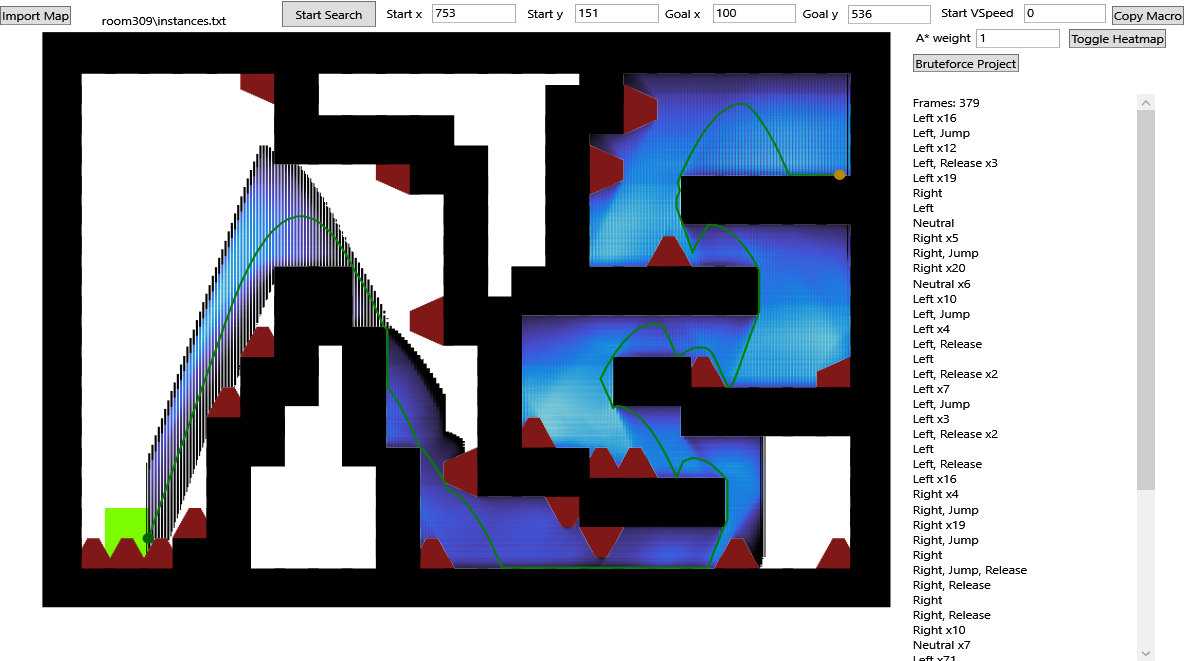 Import Map
room309\instances.txt
Start Search
Start x 753
Start y 151
Goal x 100
Goal y 536
Start VSpeed 0
Copy Macro
A* weight 1
Toggle Heatmap
Bruteforce Project
Frames: 379
Left x16
Left, Jump
Left x12
Left, Release x3
Left x19
Right
Left
Neutral
Right x5
Right, Jump
Right x20
Neutral x6
Left x10
Left, Jump
Left x4
Left, Release
Left
Left, Release x2
Left x7
Left, Jump
Left x3
Left, Release x2
Left
Left, Release
Left x16
Right x4
Right, Jump
Right x19
Right, Jump
Right
Right, Jump, Release
Right, Release
Right
Right, Release
Right x10
Neutral x7
Left x71